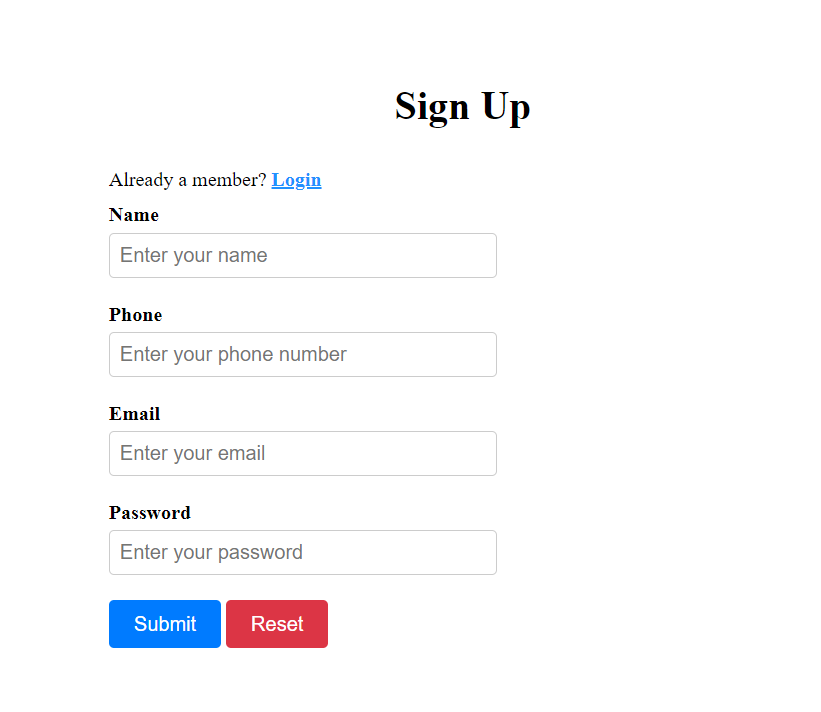 Sign Up
Already a member? Login
Name
Enter your name
Phone
Enter your phone number
Email
Enter your email
Password
Enter your password
Submit Reset